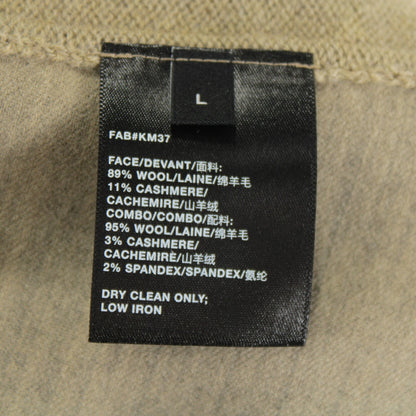 L
FAB#KM37
FACE/DEVANT/面料:
89% WOOL/LAINE/绵羊毛
11% CASHMERE/
CACHEMIRE/山羊绒
COMBO/COMBO/配料:
95% WOOL/LAINE/绵羊毛
3% CASHMERE/
CACHEMIRE/山羊绒
2% SPANDEX/SPANDEX/氨纶
DRY CLEAN ONLY;
LOW IRON